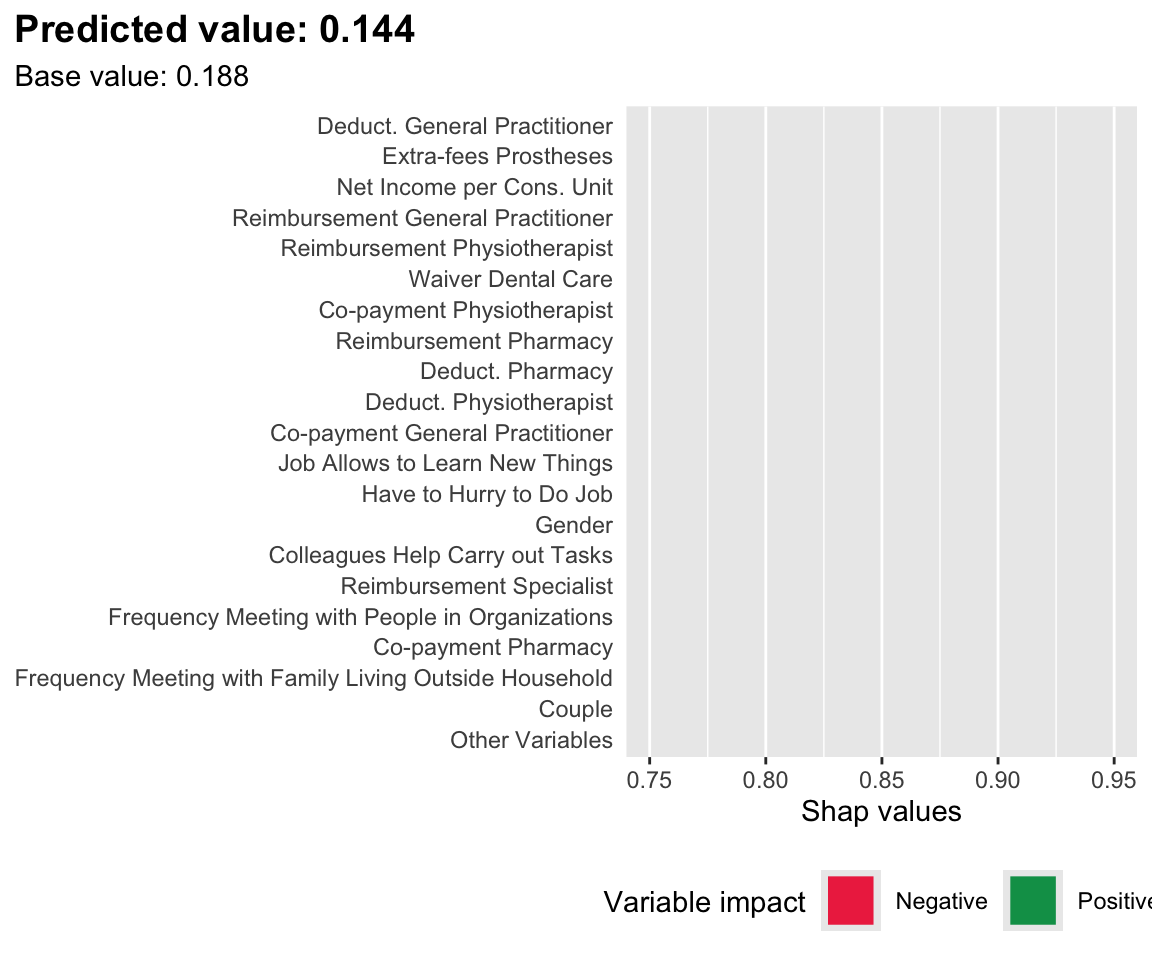 Predicted value: 0.144
Base value: 0.188
Deduct. General Practitioner
Extra-fees Prostheses
Net Income per Cons. Unit
Reimbursement General Practitioner
Reimbursement Physiotherapist
Waiver Dental Care
Co-payment Physiotherapist
Reimbursement Pharmacy
Deduct. Pharmacy
Deduct. Physiotherapist
Co-payment General Practitioner
Job Allows to Learn New Things
Have to Hurry to Do Job
Gender
Colleagues Help Carry out Tasks
Reimbursement Specialist
Frequency Meeting with People in Organizations
Co-payment Pharmacy
Frequency Meeting with Family Living Outside Household
Couple
Other Variables
0.75 0.80 0.85 0.90 0.95
Shap values
Variable impact Negative Positive